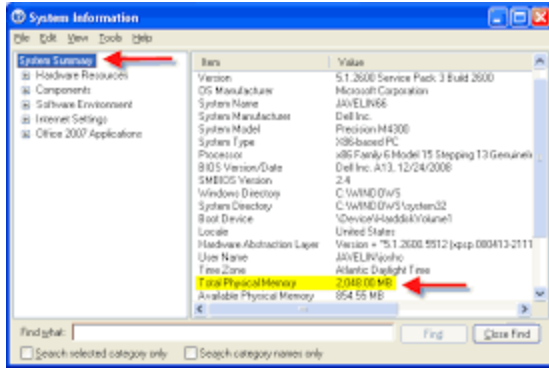 System Information
File Edit View Tools Help
System Summary
Hardware Resources
Components
Software Environment
Internet Settings
Office 2007 Applications
Item Value
Version 5.1.2600 Service Pack 3 Build 2600
OS Manufacturer Microsoft Corporation
System Name JAVELIN66
System Manufacturer Dell Inc.
System Model Precision M4300
System Type X86-based PC
Processor x86 Family 6 Model 15 Stepping 13 GenuineIn
BIOS Version/Date Dell Inc. A13, 12/24/2008
SMBIOS Version 2.4
Windows Directory C:\WINDOWS
System Directory C:\WINDOWS\system32
Boot Device \Device\HarddiskVolume1
Locale United States
Hardware Abstraction Layer Version = "5.1.2600.5512 (xpsp.080413-2111
User Name
Time Zone Atlantic Daylight Time
Total Physical Memory 2,048.00 MB
Available Physical Memory 854.55 MB
Find what: Find Close Find
Search selected category only Search category names only